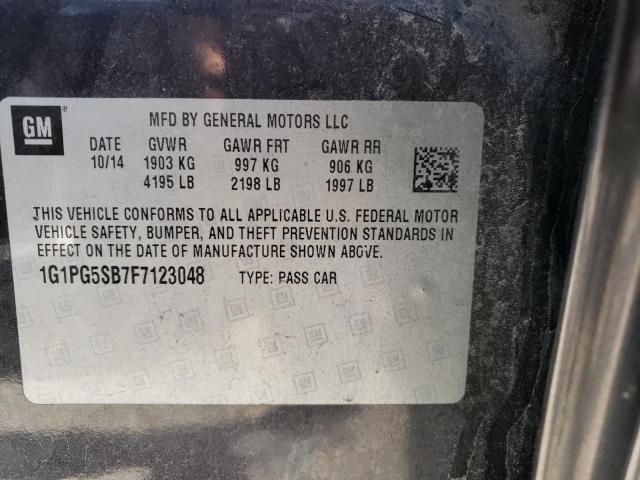 GM
MFD BY GENERAL MOTORS LLC
DATE GVWR GAWR FRT GAWR RR
10/14 1903 KG 997 KG 906 KG
4195 LB 2198 LB 1997 LB
THIS VEHICLE CONFORMS TO ALL APPLICABLE U.S. FEDERAL MOTOR
VEHICLE SAFETY, BUMPER, AND THEFT PREVENTION STANDARDS IN
EFFECT ON THE DATE OF MANUFACTURE SHOWN ABOVE.
1G1PG5SB7F7123048 TYPE: PASS CAR